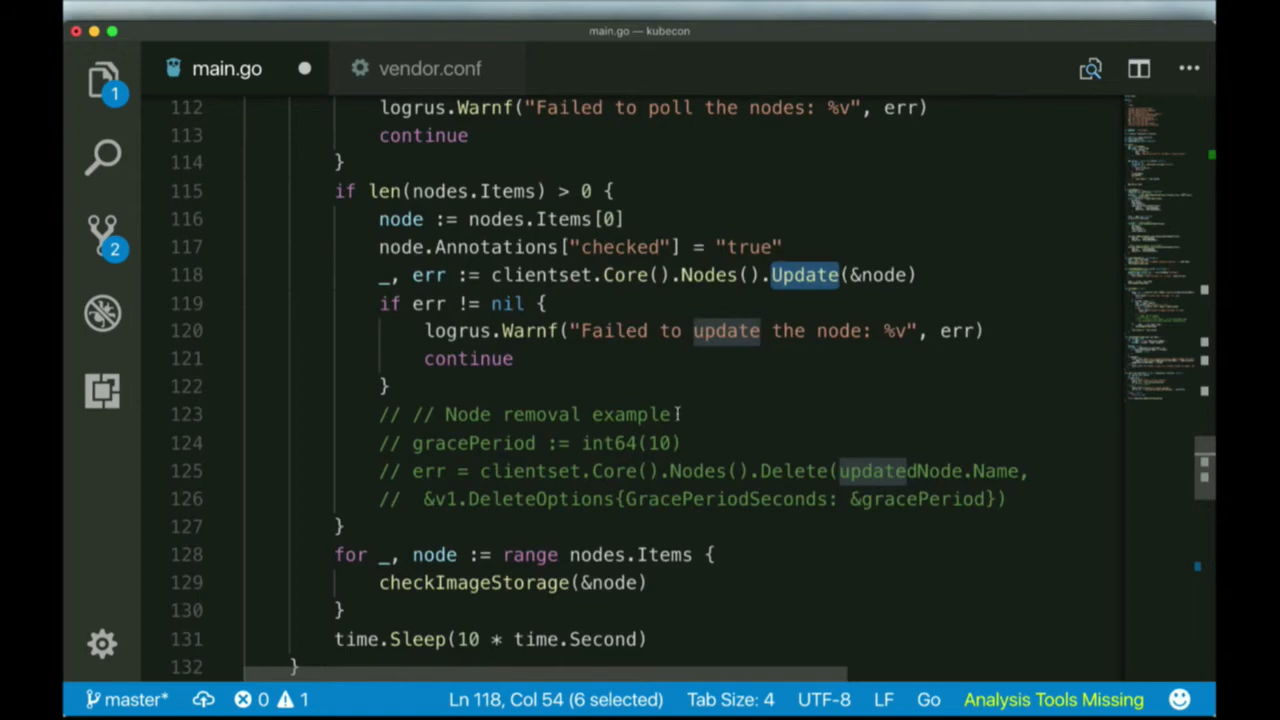 main.go — kubecon
main.go
vendor.conf
1
2
112 logrus.Warnf("Failed to poll the nodes: %v", err)
113 continue
114 }
115 if len(nodes.Items) > 0 {
116 node := nodes.Items[0]
117 node.Annotations["checked"] = "true"
118 _, err := clientset.Core().Nodes().Update(&node)
119 if err != nil {
120 logrus.Warnf("Failed to update the node: %v", err)
121 continue
122 }
123 // // Node removal example
124 // gracePeriod := int64(10)
125 // err = clientset.Core().Nodes().Delete(updatedNode.Name,
126 //  &v1.DeleteOptions{GracePeriodSeconds: &gracePeriod})
127 }
128 for _, node := range nodes.Items {
129 checkImageStorage(&node)
130 }
131 time.Sleep(10 * time.Second)
132 }
master* 0 1 Ln 118, Col 54 (6 selected) Tab Size: 4 UTF-8 LF Go Analysis Tools Missing